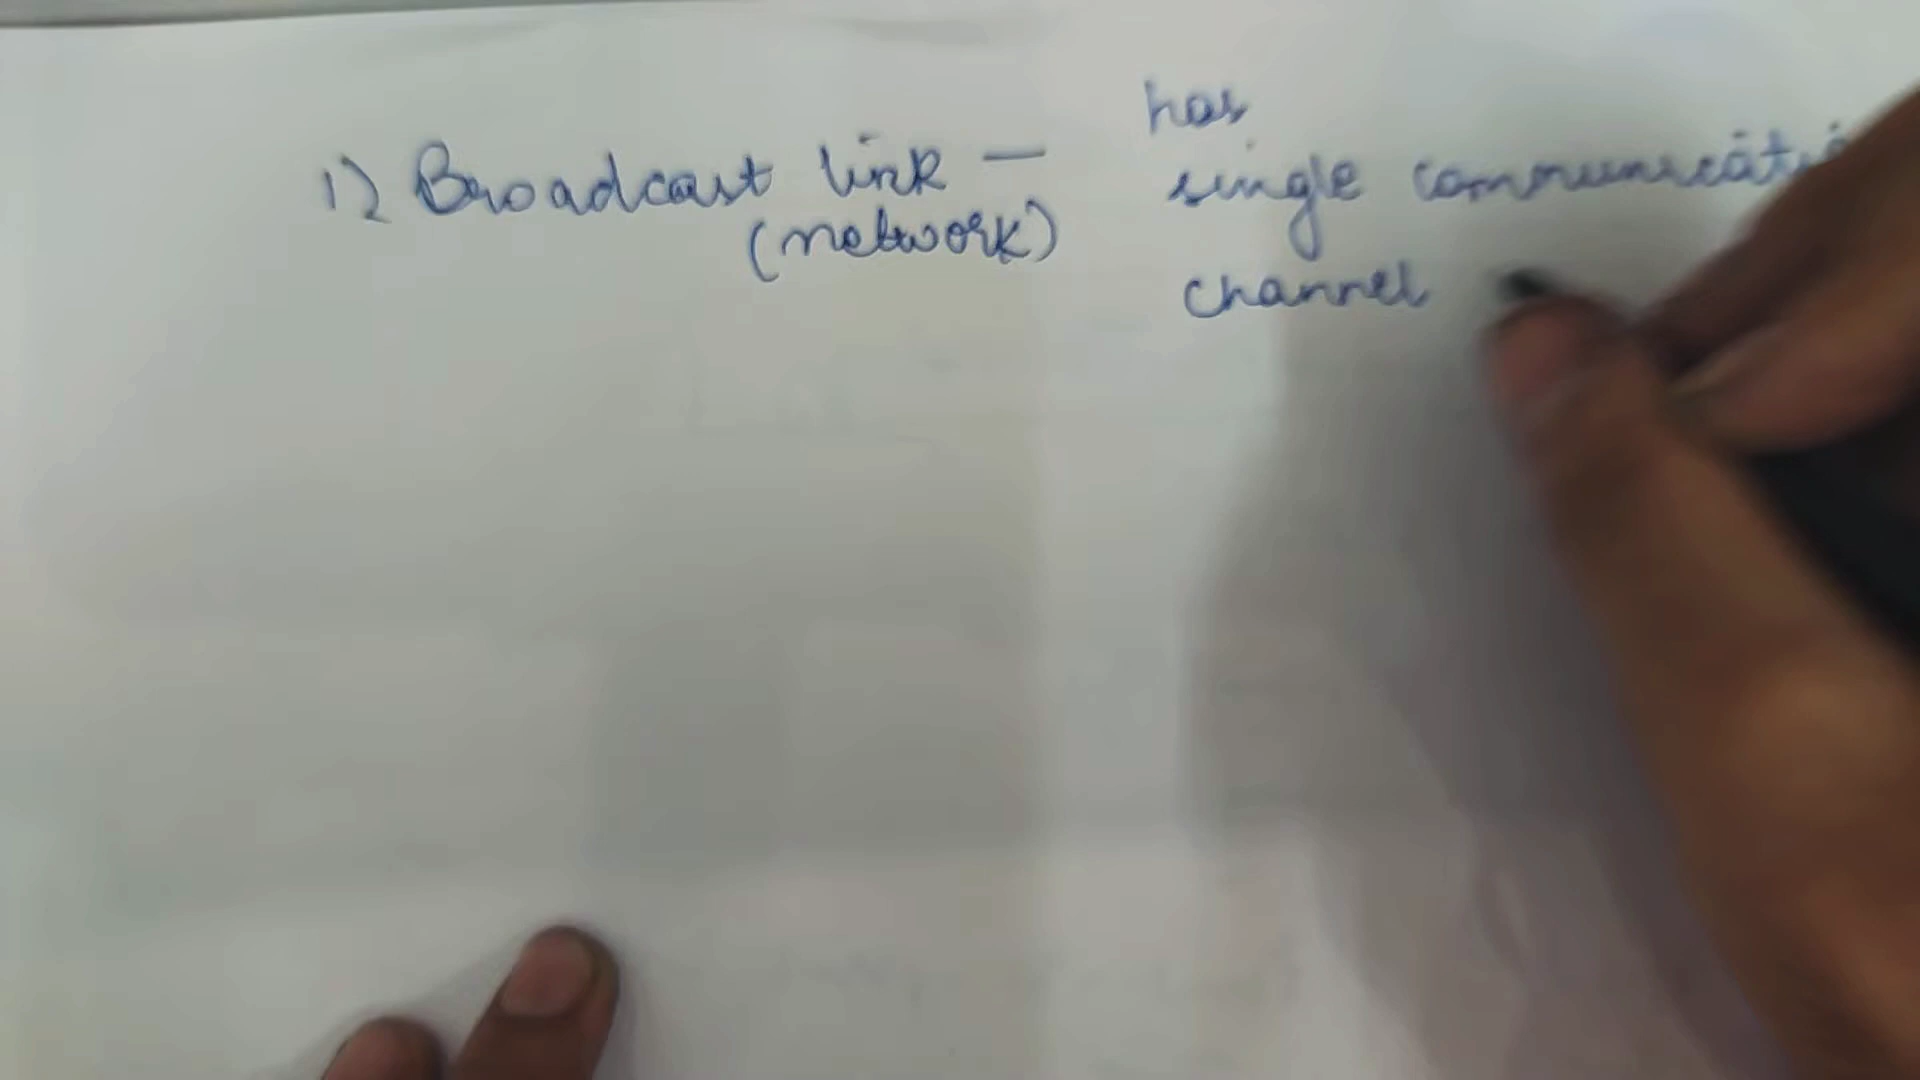 1) Broadcast link — has
(network) single
channel